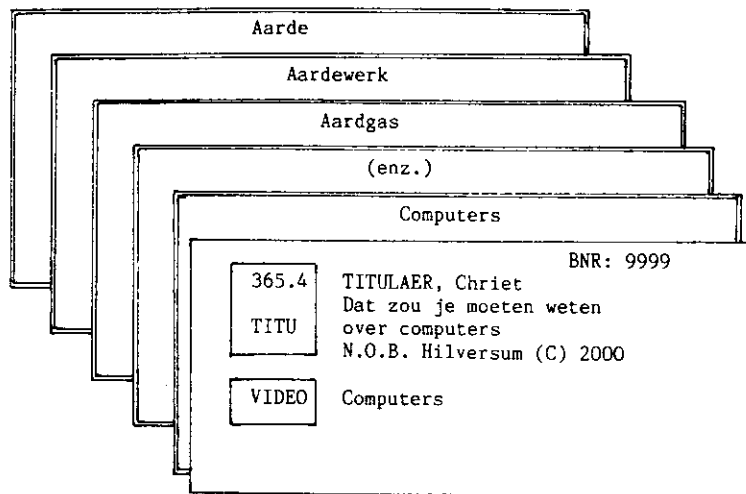 Aarde
Aardewerk
Aardgas
(enz.)
Computers
BNR: 9999
365.4 TITULAER, Chriet
Dat zou je moeten weten
TITU over computers
N.O.B. Hilversum (C) 2000
VIDEO Computers